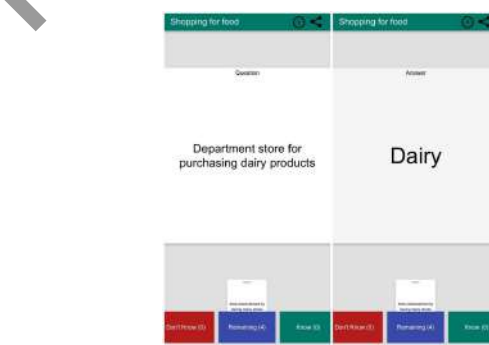 Shopping for food
Question
Department store for
purchasing dairy products
Don't Know (0)
Remaining (4)
Know (0)
Shopping for food
Answer
Dairy
Don't Know (0)
Remaining (4)
Know (0)